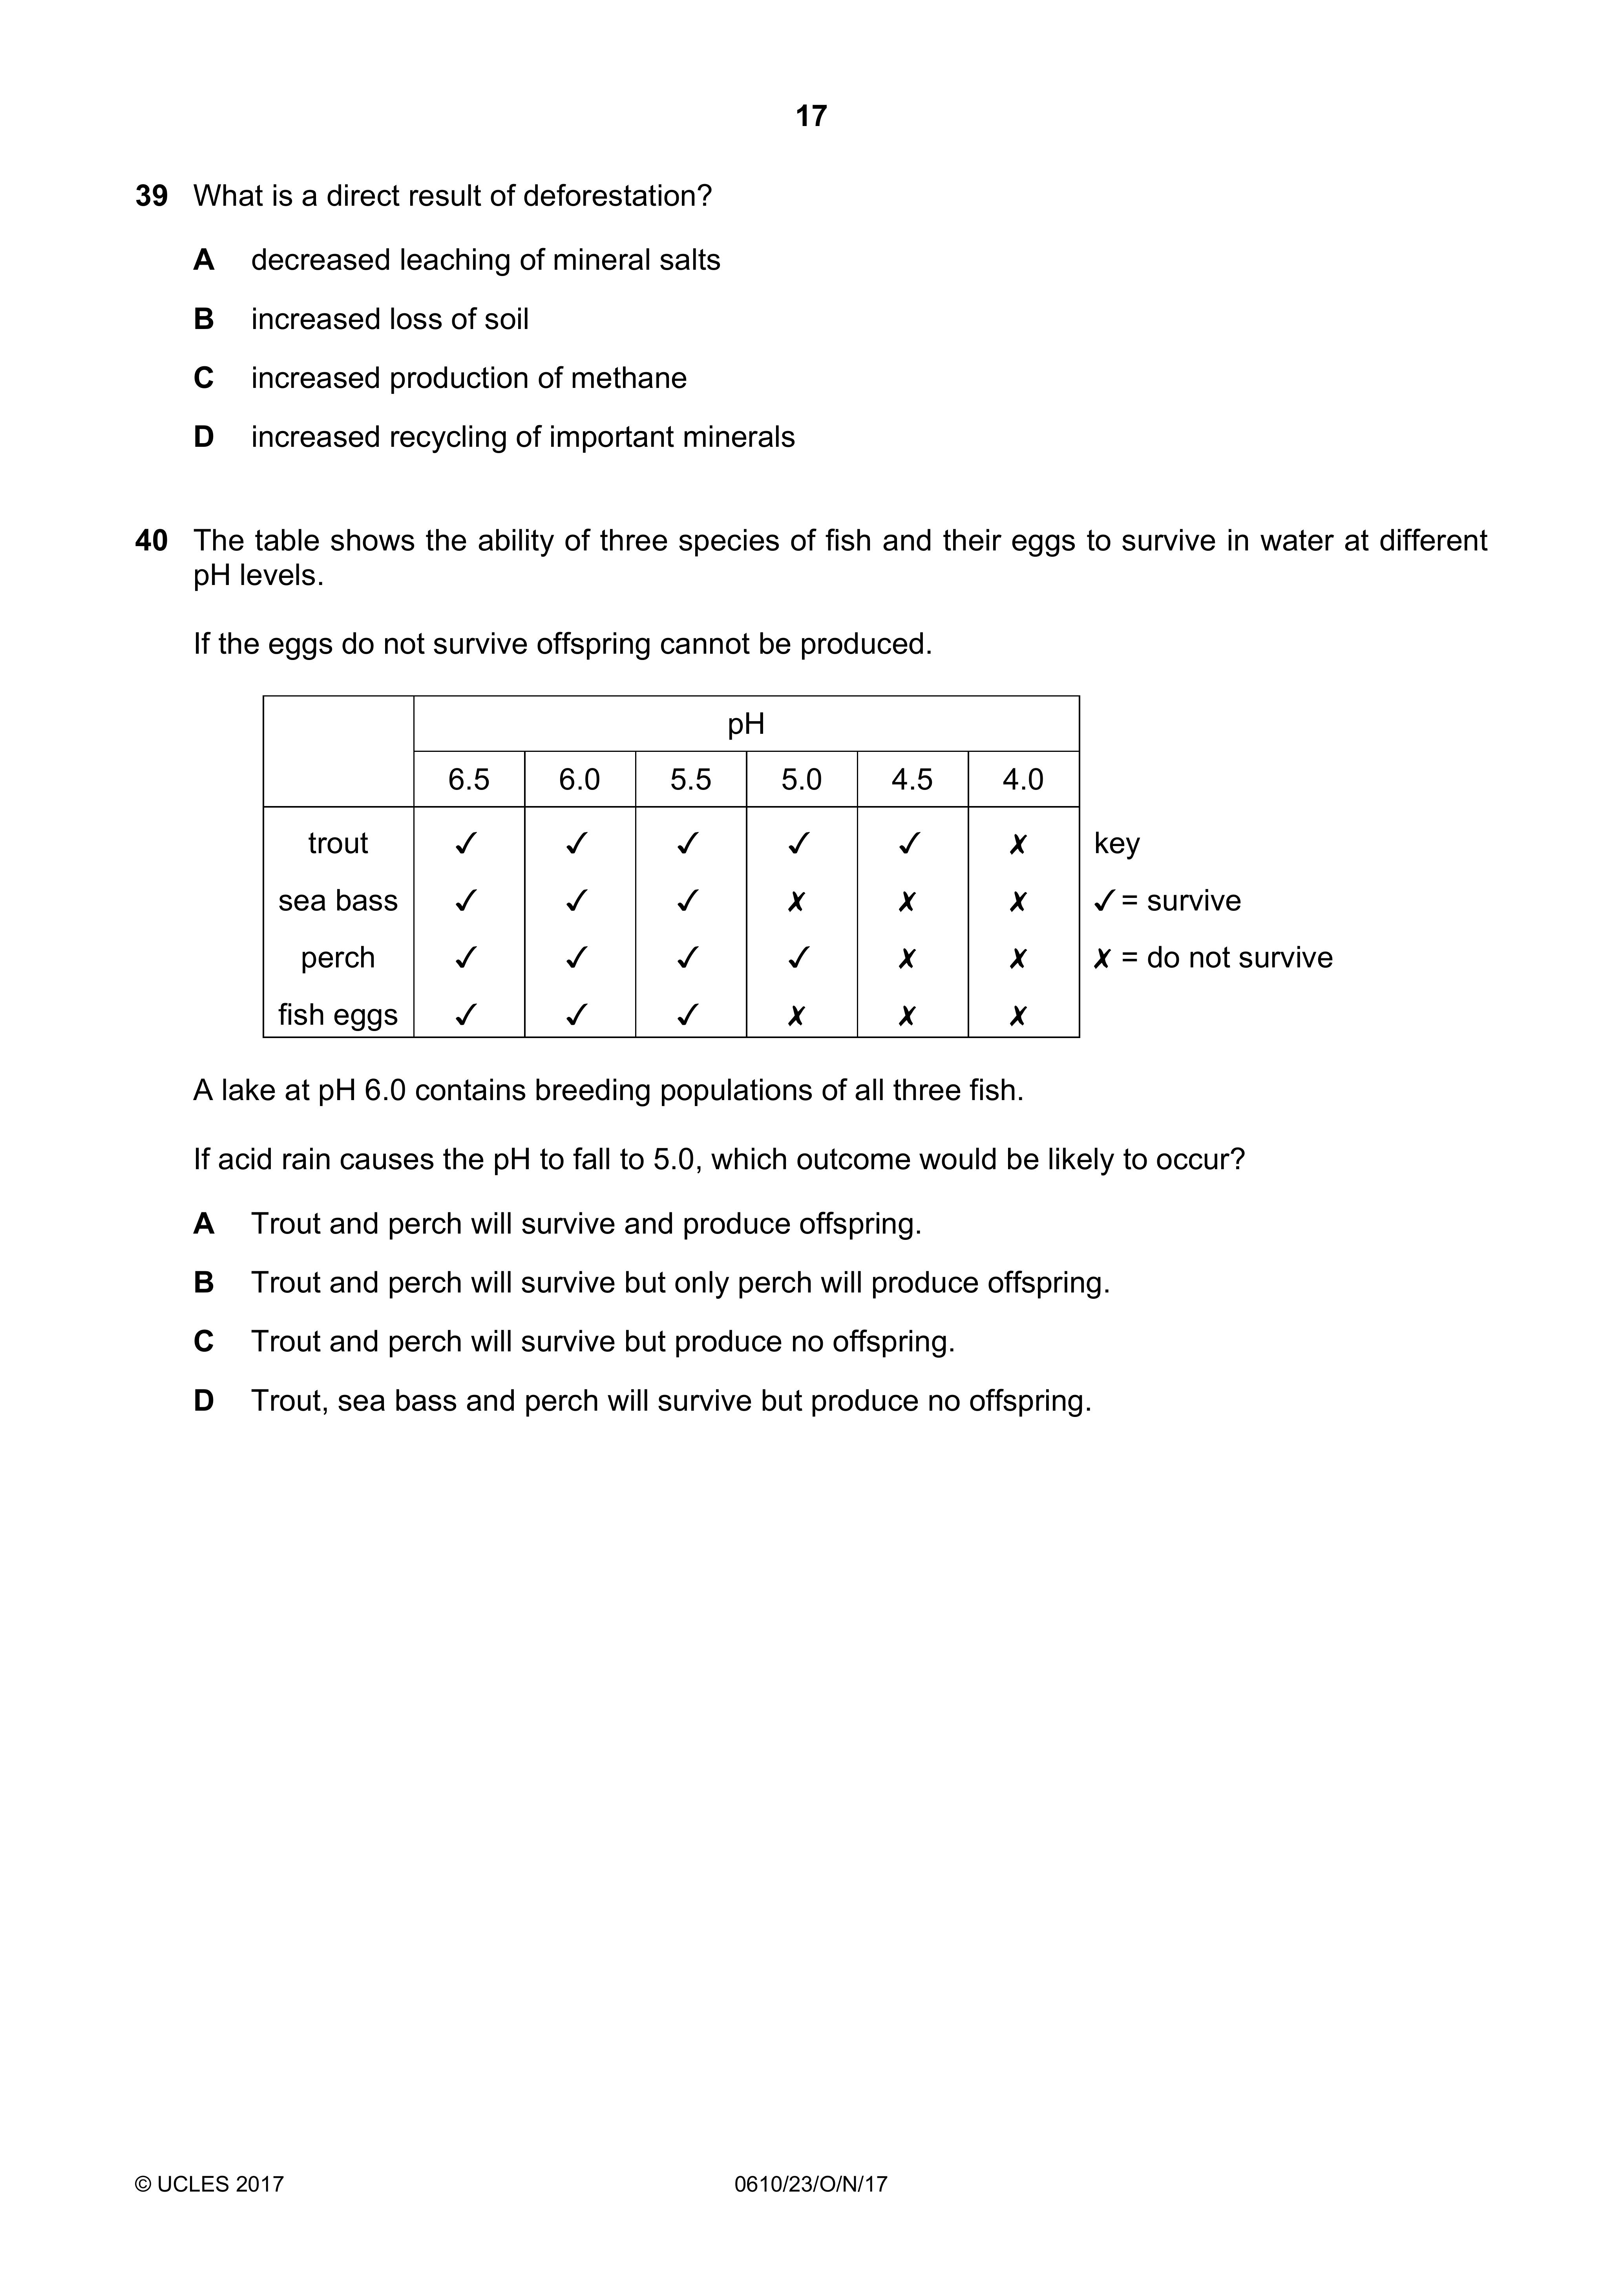 17
39 What is a direct result of deforestation?
A decreased leaching of mineral salts
B increased loss of soil
C increased production of methane
D increased recycling of important minerals
40 The table shows the ability of three species of fish and their eggs to survive in water at different
pH levels.
If the eggs do not survive offspring cannot be produced.
pH
6.5 6.0 5.5 5.0 4.5 4.0
trout ✓ ✓ ✓ ✓ ✓ ✗ key
sea bass ✓ ✓ ✓ ✗ ✗ ✗ ✓ = survive
perch ✓ ✓ ✓ ✓ ✗ ✗ ✗ = do not survive
fish eggs ✓ ✓ ✓ ✗ ✗ ✗
A lake at pH 6.0 contains breeding populations of all three fish.
If acid rain causes the pH to fall to 5.0, which outcome would be likely to occur?
A Trout and perch will survive and produce offspring.
B Trout and perch will survive but only perch will produce offspring.
C Trout and perch will survive but produce no offspring.
D Trout, sea bass and perch will survive but produce no offspring.
© UCLES 2017 0610/23/O/N/17